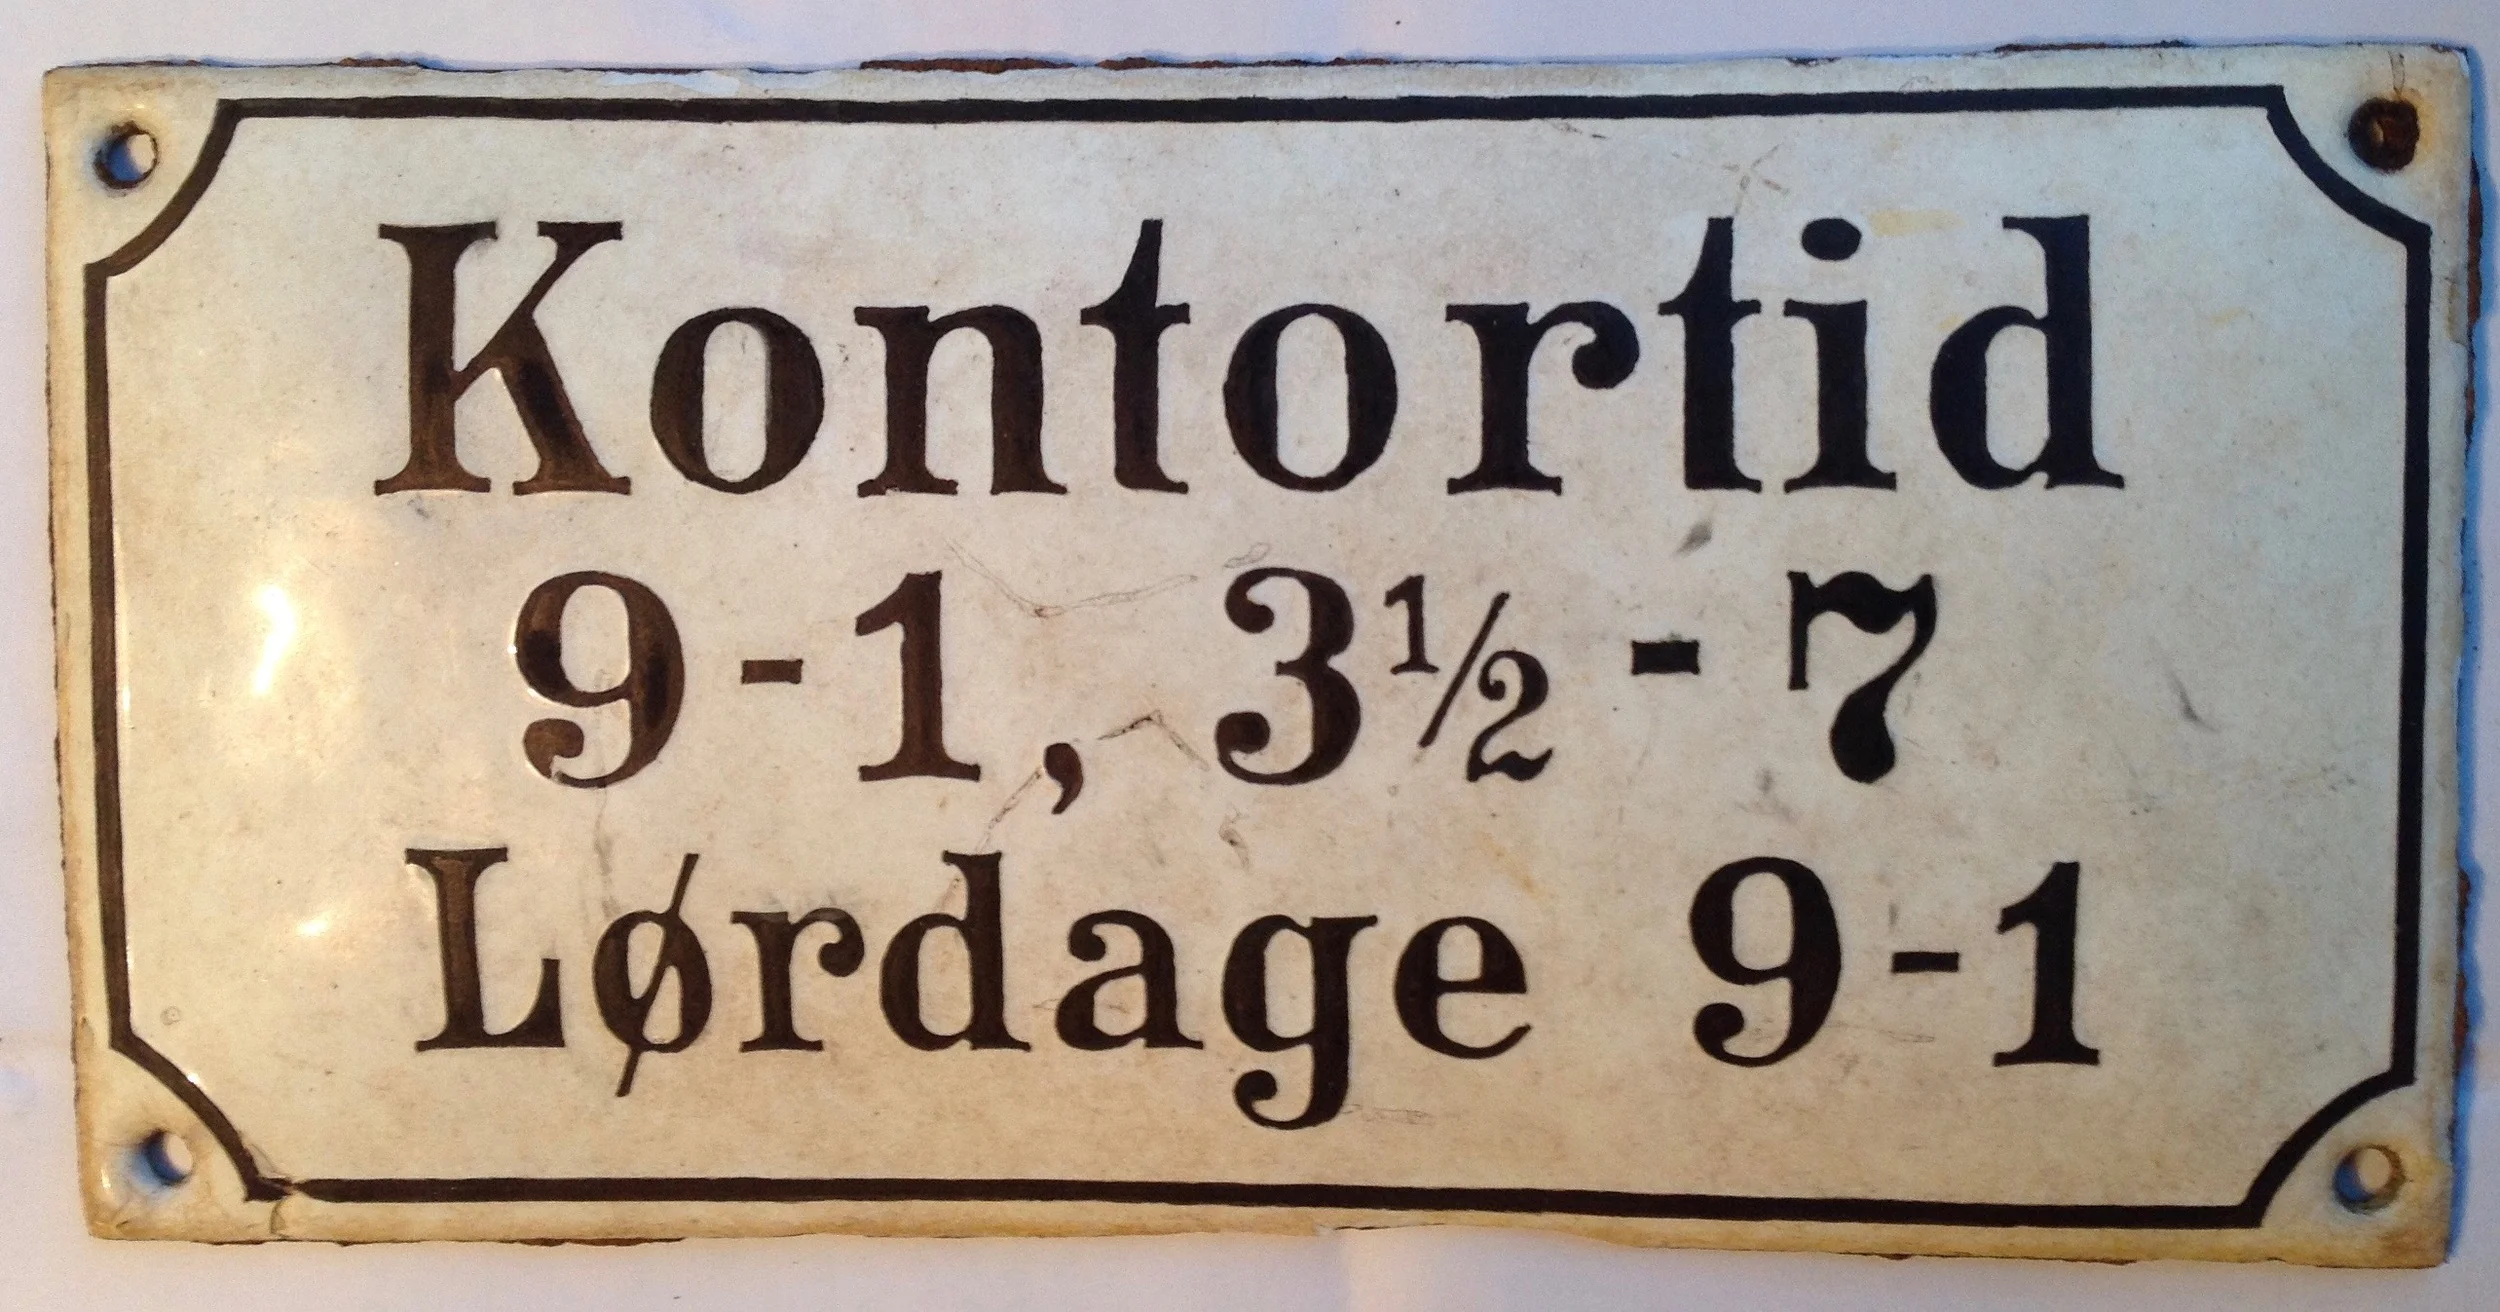 Kontortid
9-1, 3½-7
Lørdage 9-1